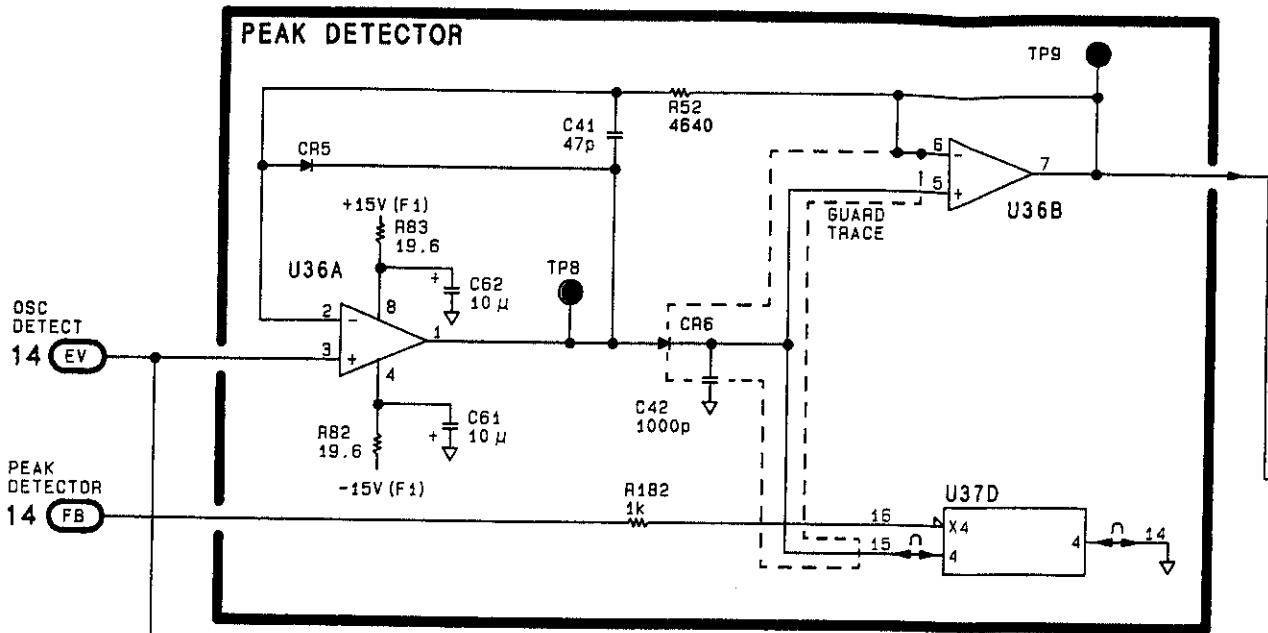 PEAK DETECTOR
TP9
R52
4640
C41
47p
CR5
6
-
7
5
+
U36B
GUARD
TRACE
+15V(F1)
R83
19.6
U36A
8
+
C62
10 µ
TP8
OSC
DETECT
14 EV
2
-
1
3
+
4
CR6
C42
1000p
R82
19.6
+
C61
10 µ
-15V(F1)
PEAK
DETECTOR
14 FB
R182
1k
U37D
16
X4
15
4
4
14